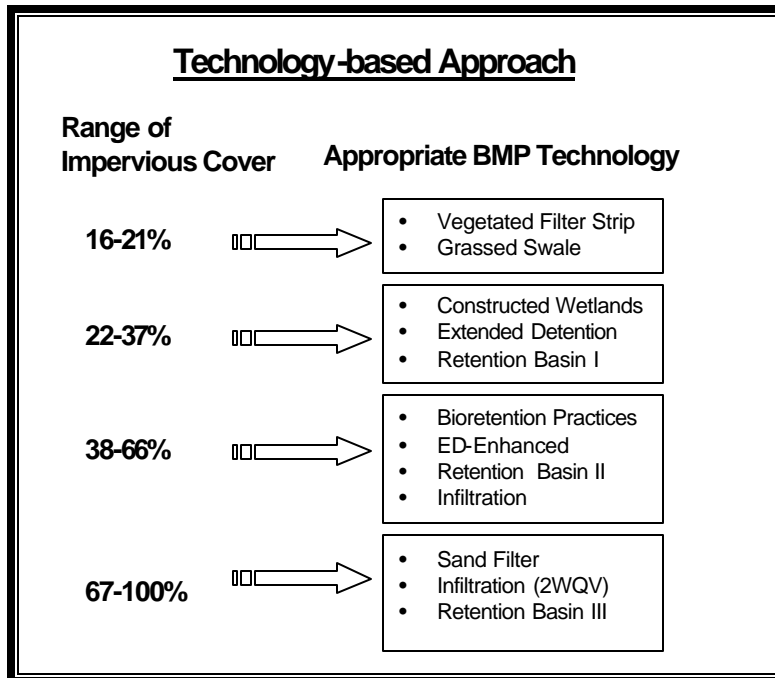 Technology-based Approach
Range of
Impervious Cover
Appropriate BMP Technology
16-21%
• Vegetated Filter Strip
• Grassed Swale
22-37%
• Constructed Wetlands
• Extended Detention
• Retention Basin I
38-66%
• Bioretention Practices
• ED-Enhanced
• Retention Basin II
• Infiltration
67-100%
• Sand Filter
• Infiltration (2WQV)
• Retention Basin III